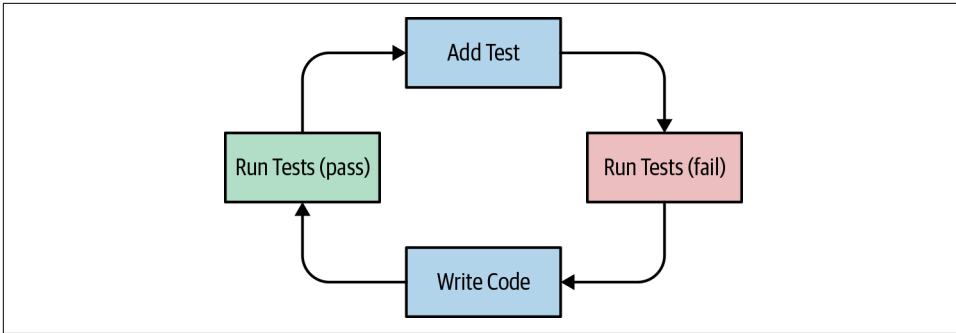 Add Test
Run Tests (pass)
Run Tests (fail)
Write Code